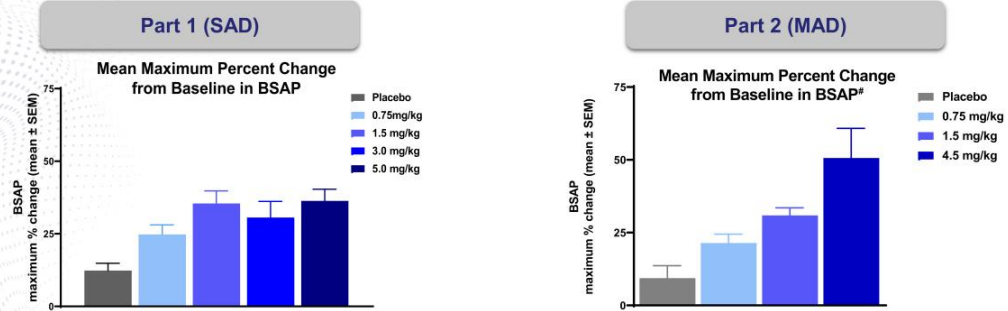 Part 1 (SAD)
Mean Maximum Percent Change
from Baseline in BSAP
BSAP
maximum % change (mean ± SEM)
75
50
25
0
Placebo
0.75mg/kg
1.5 mg/kg
3.0 mg/kg
5.0 mg/kg
Part 2 (MAD)
Mean Maximum Percent Change
from Baseline in BSAP#
BSAP
maximum % change (mean ± SEM)
75
50
25
0
Placebo
0.75 mg/kg
1.5 mg/kg
4.5 mg/kg